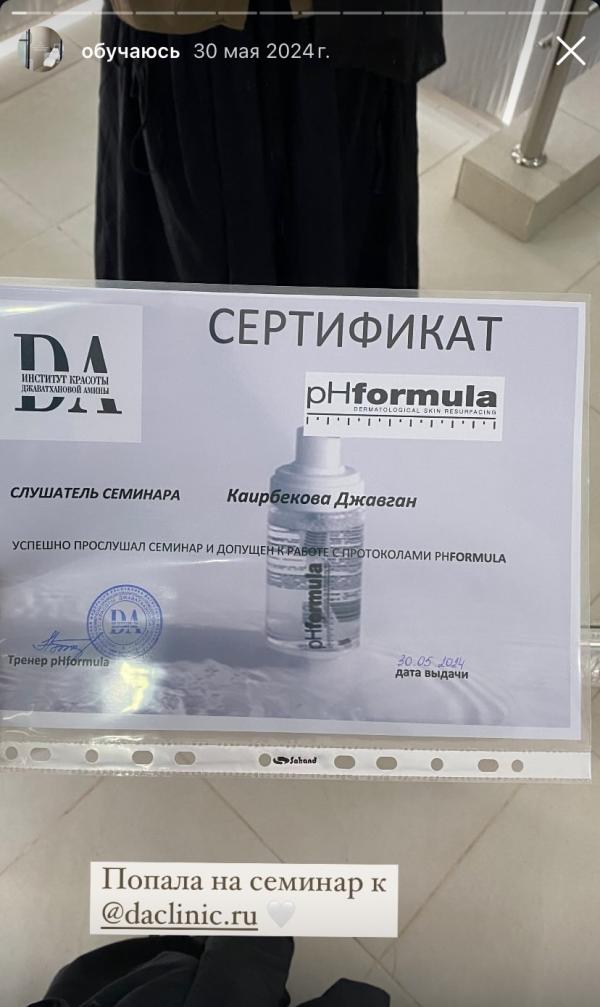 обучаюсь 30 мая 2024 г.
СЕРТИФИКАТ
DA
ИНСТИТУТ КРАСОТЫ
ДЖАВАТХАНОВОЙ АМИНЫ
pHformula
DERMATOLOGICAL SKIN RESURFACING
СЛУШАТЕЛЬ СЕМИНАРА Каирбекова Джавган
УСПЕШНО ПРОСЛУШАЛ СЕМИНАР И ДОПУЩЕН К РАБОТЕ С ПРОТОКОЛАМИ PHFORMULA
pHformula
DA
Тренер pHformula
30.05.2024
дата выдачи
Sahand
Попала на семинар к
@daclinic.ru